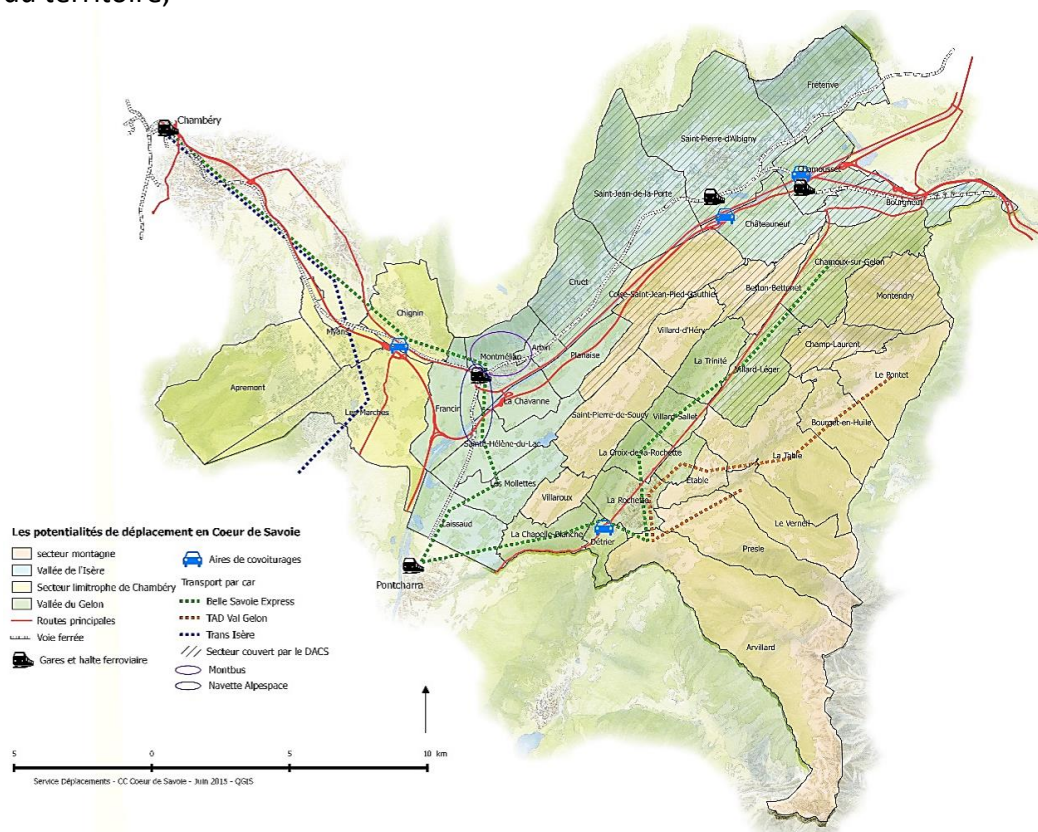 du territoire)
Chambéry
Fréterive
Saint-Pierre-d'Albigny
Chamousset
Saint-Jean-de-la-Porte
Bourgneuf
Châteauneuf
Chamoux-sur-Gelon
Cruet
Coise-Saint-Jean-Pied-Gauthier
Betton-Bettonet
Montendry
Chignin
Villard-d'Héry
Myans
Arbin
Champ-Laurent
Montmélian
Planaise
La Trinité
Villard-Léger
Le Pontet
Apremont
La Chavanne
Les Marches
Francin
Saint-Pierre-de-Soucy
Villard-Sallet
Bourget-en-Huile
Sainte-Hélène-du-Lac
La Croix-de-la-Rochette
La Table
Les Mollettes
Étable
Villaroux
La Rochette
Laissaud
Le Verneil
La Chapelle-Blanche
Détrier
Presle
Pontcharra
Arvillard
Les potentialités de déplacement en Coeur de Savoie
secteur montagne
Vallée de l'Isère
Secteur limitrophe de Chambéry
Vallée du Gelon
Routes principales
Voie ferrée
Gares et halte ferroviaire
Aires de covoiturages
Transport par car
Belle Savoie Express
TAD Val Gelon
Trans Isère
Secteur couvert par le DACS
Montbus
Navette Alpespace
5 0 5 10 km
Service Déplacements - CC Coeur de Savoie - Juin 2015 - QGIS